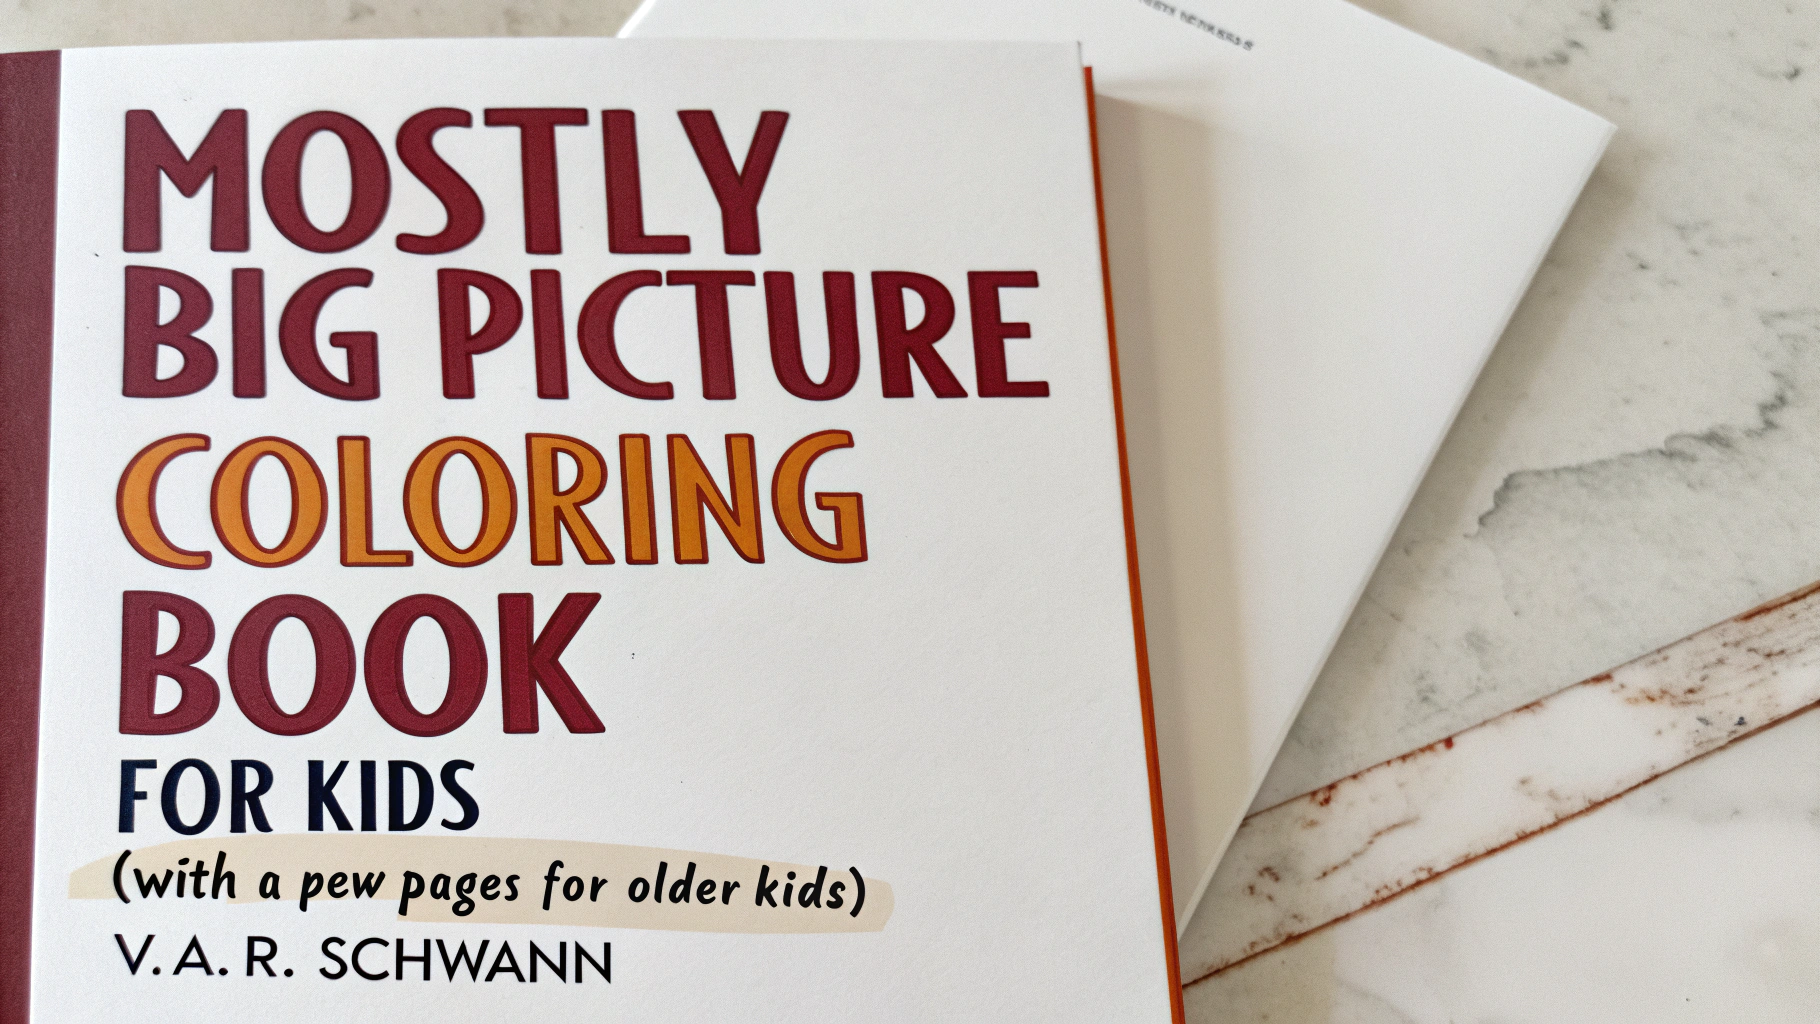 MOSTLY
BIG PICTURE
COLORING
BOOK
FOR KIDS
(with a pew pages for older kids)
V. A. R. SCHWANN